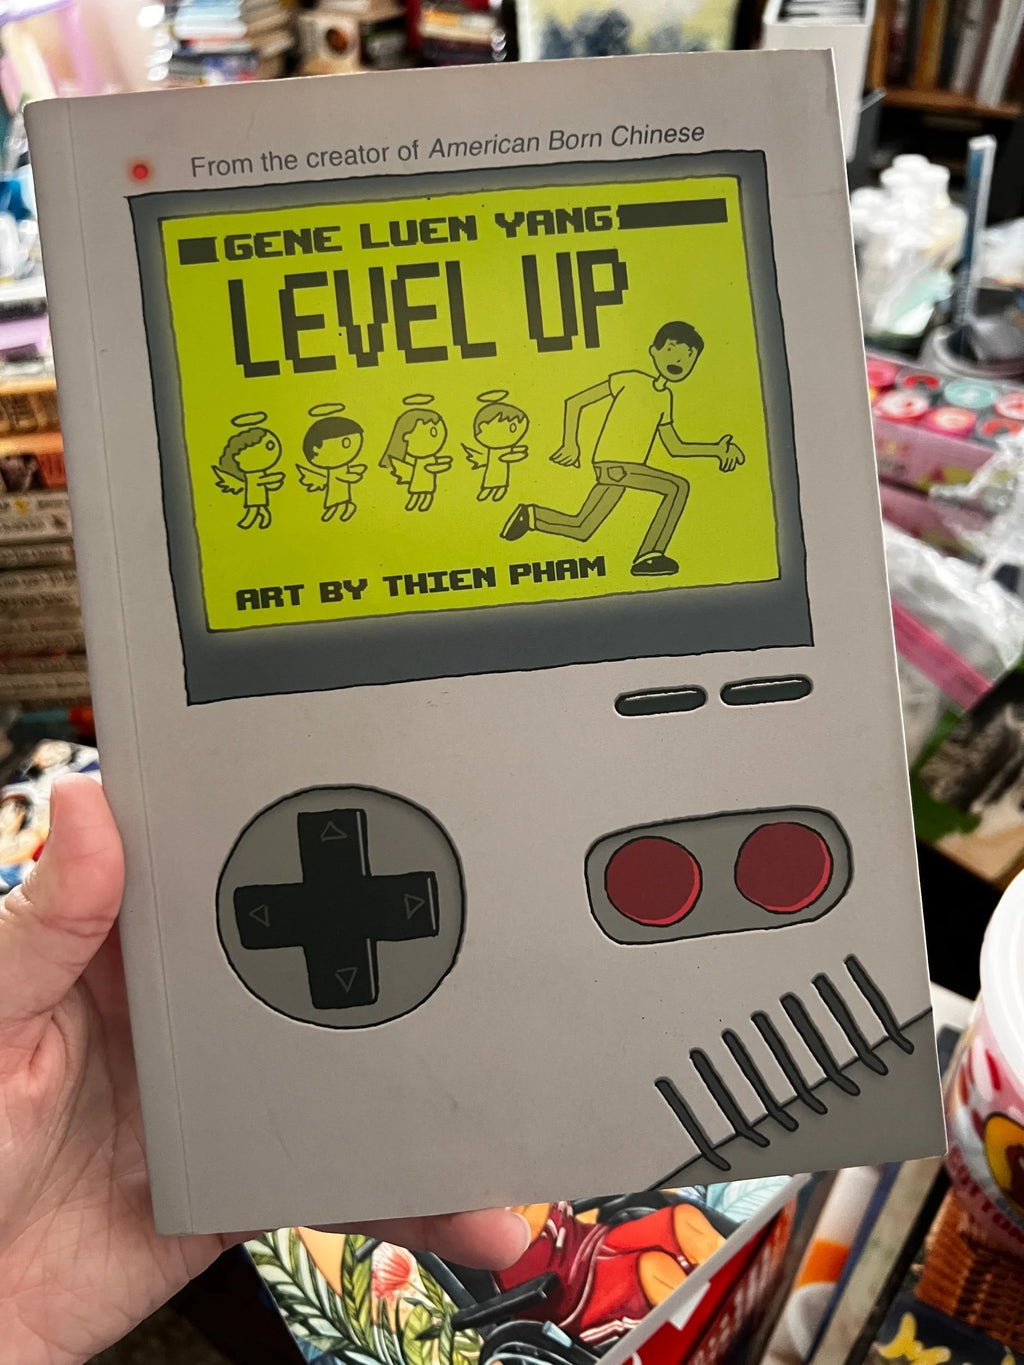 From the creator of American Born Chinese
GENE LUEN YANG
LEVEL UP
ART BY THIEN PHAM